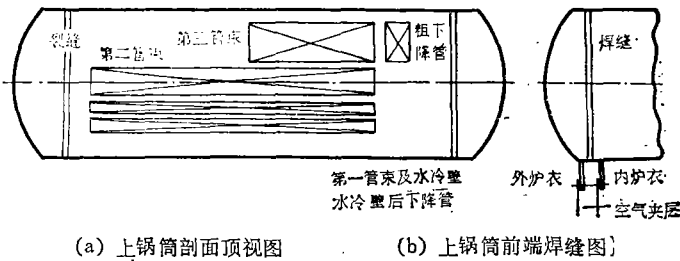 裂缝
第二管束
第三管束
粗下
降管
第一管束及水冷壁
水冷壁后下降管
焊缝
外炉衣
内炉衣
空气夹层
(a) 上锅筒剖面顶视图
(b) 上锅筒前端焊缝图